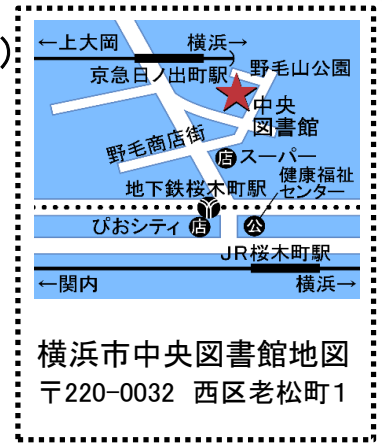 )
←上大岡 横浜→
京急日ノ出町駅
野毛山公園
中央
図書館
野毛商店街
店 スーパー
健康福祉
センター
地下鉄桜木町駅
ぴおシティ 店 公
JR桜木町駅
←関内 横浜→
横浜市中央図書館地図
〒220-0032 西区老松町1